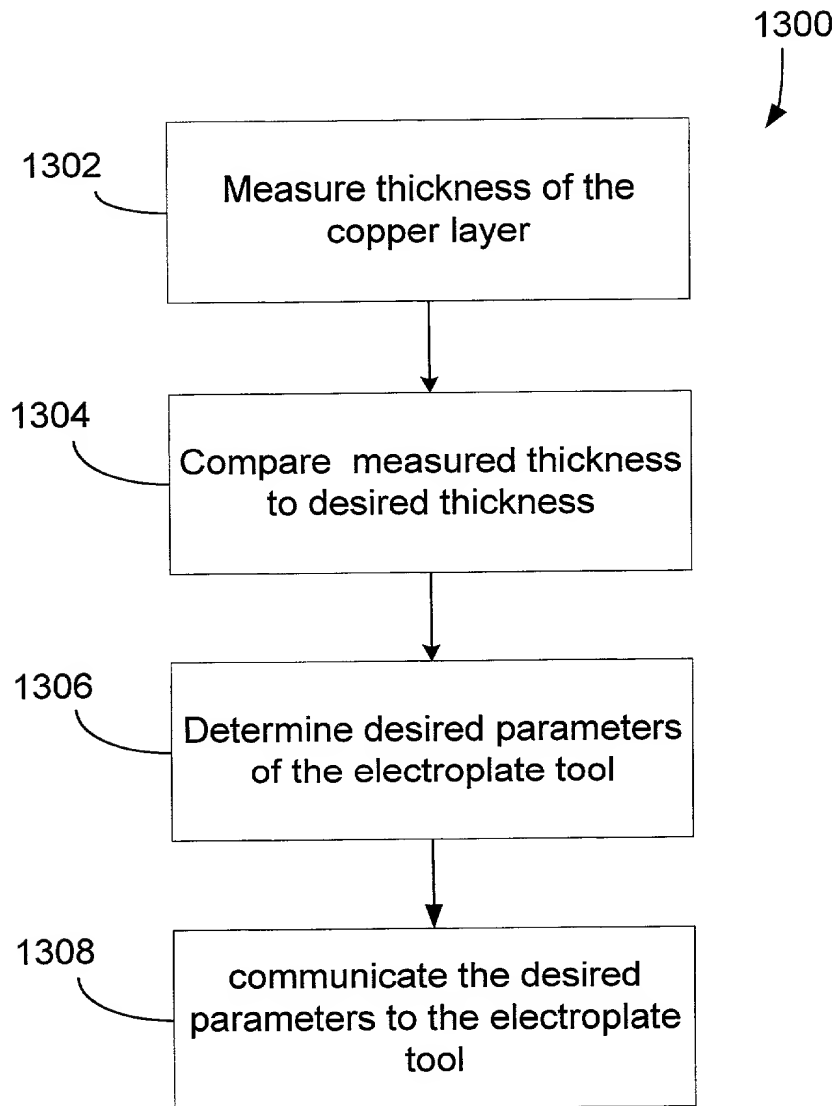 1300
1302
Measure thickness of the
copper layer
1304
Compare measured thickness
to desired thickness
1306
Determine desired parameters
of the electroplate tool
1308
communicate the desired
parameters to the electroplate
tool